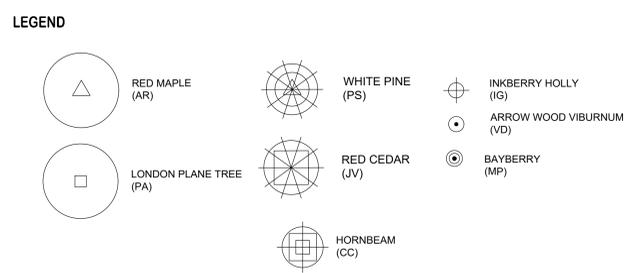 LEGEND
RED MAPLE
(AR)
LONDON PLANE TREE
(PA)
WHITE PINE
(PS)
RED CEDAR
(JV)
HORNBEAM
(CC)
INKBERRY HOLLY
(IG)
ARROW WOOD VIBURNUM
(VD)
BAYBERRY
(MP)